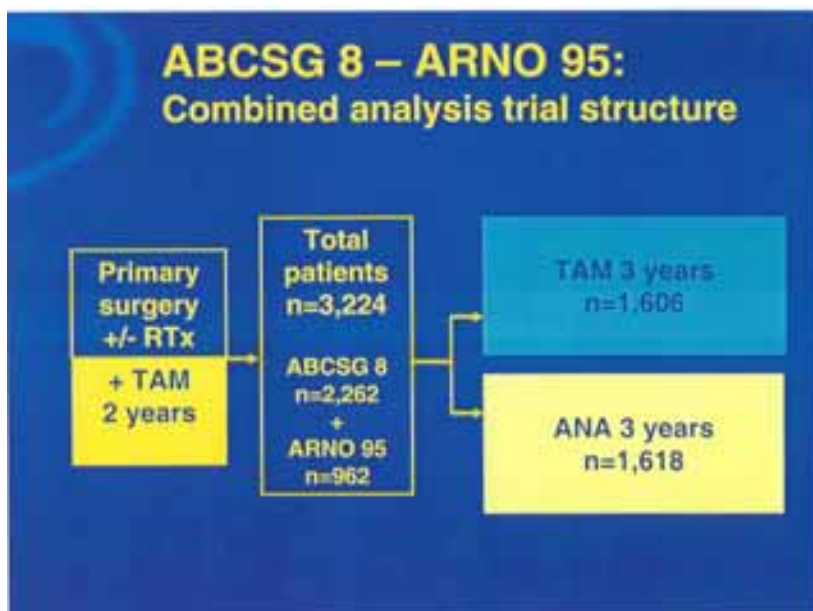 ABCSG 8 – ARNO 95:
Combined analysis trial structure
Primary
surgery
+/- RTx
+ TAM
2 years
Total
patients
n=3,224
ABCSG 8
n=2,262
+
ARNO 95
n=962
TAM 3 years
n=1,606
ANA 3 years
n=1,618